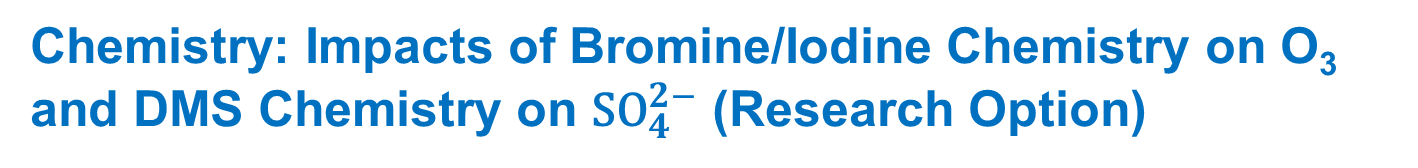 Chemistry: Impacts of Bromine/Iodine Chemistry on O₃
and DMS Chemistry on SO₄²⁻ (Research Option)